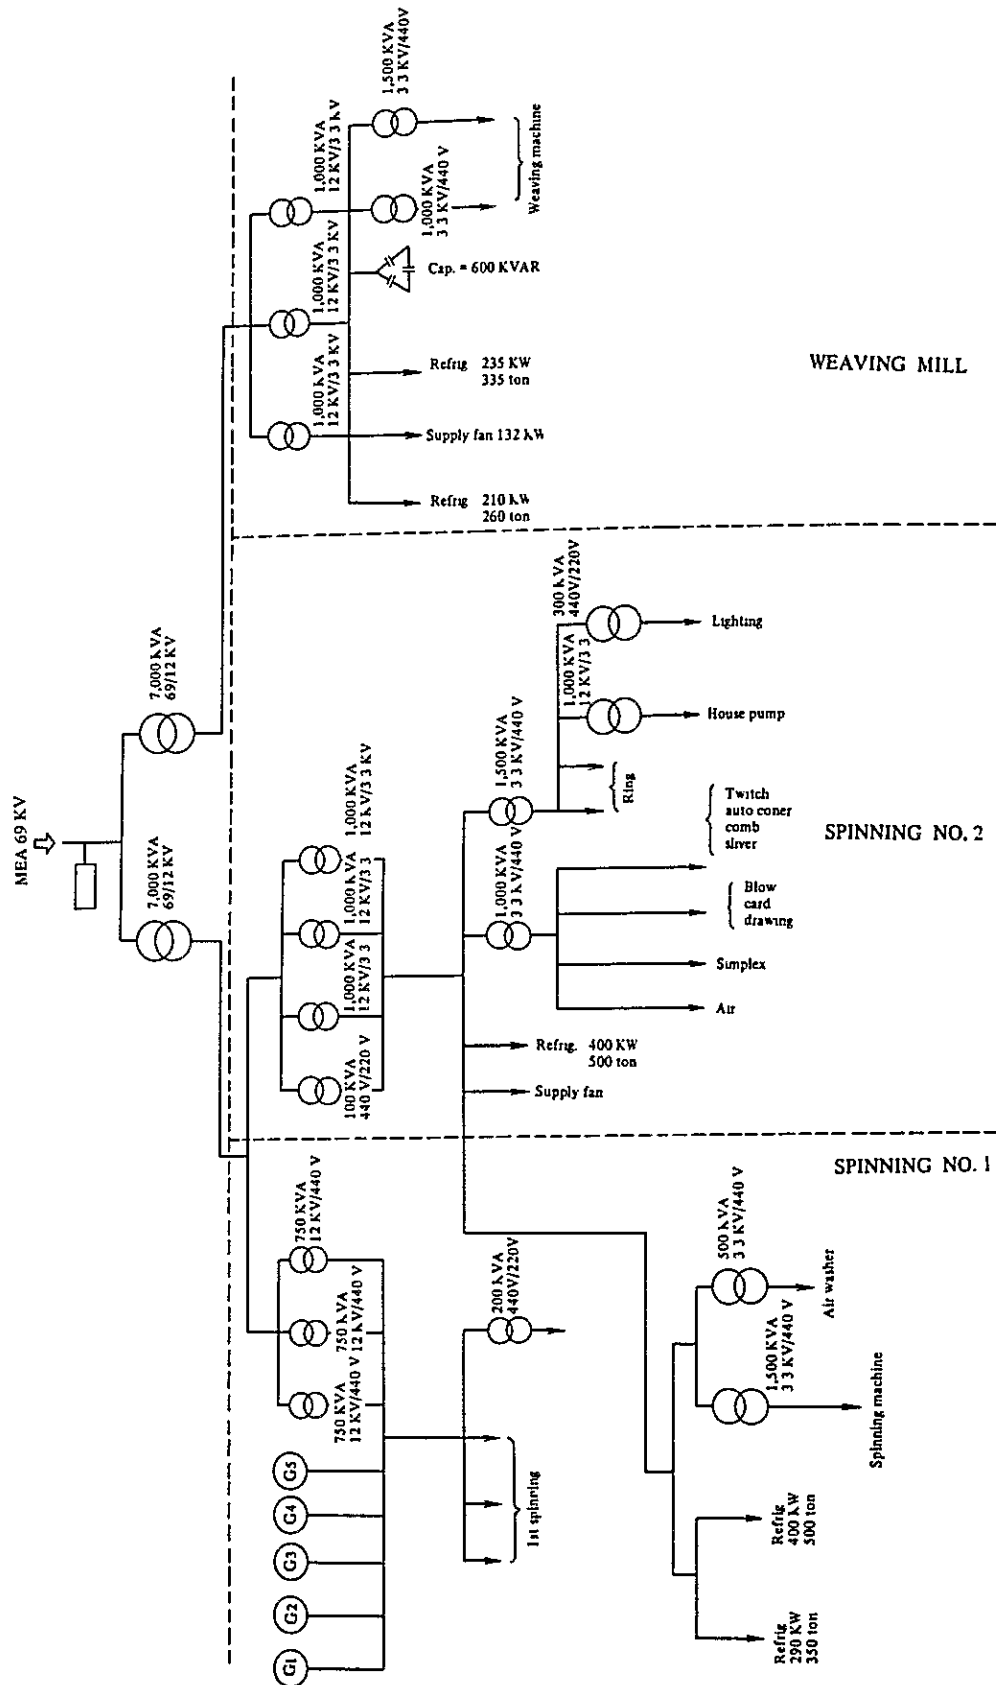 MEA 69 KV
7,000 KVA
69/12 KV
7,000 KVA
69/12 KV
1,000 KVA
12 KV/3 3 KV
1,000 KVA
12 KV/3 3 KV
1,000 KVA
12 KV/3 3 KV
1,500 KVA
3 3 KV/440V
1,000 KVA
3 3 KV/440 V
Weaving machine
Cap. = 600 KVAR
Refrig 235 KW
335 ton
Supply fan 132 kW
Refrig 210 KW
260 ton
WEAVING MILL
1,000 KVA
12 KV/3 3 KV
1,000 KVA
12 KV/3 3
1,000 KVA
12 KV/3 3
100 KVA
440 V/220 V
1,500 KVA
3 3 KV/440 V
1,000 KVA
3 3 KV/440 V
300 KVA
440V/220V
1,000 KVA
12 KV/3 3
Lighting
House pump
Ring
Twitch
auto coner
comb
sliver
Blow
card
drawing
Simplex
Air
Refrig. 400 KW
500 ton
Supply fan
SPINNING NO. 2
SPINNING NO. 1
750 KVA
12 KV/440 V
750 KVA
12 KV/440 V
750 KVA
12 KV/440 V
G5
G4
G3
G2
G1
200 KVA
440V/220V
1st spinning
500 KVA
3 3 KV/440 V
1,500 KVA
3 3 KV/440 V
Air washer
Spinning machine
Refrig
400 KW
500 ton
Refrig
290 KW
350 ton